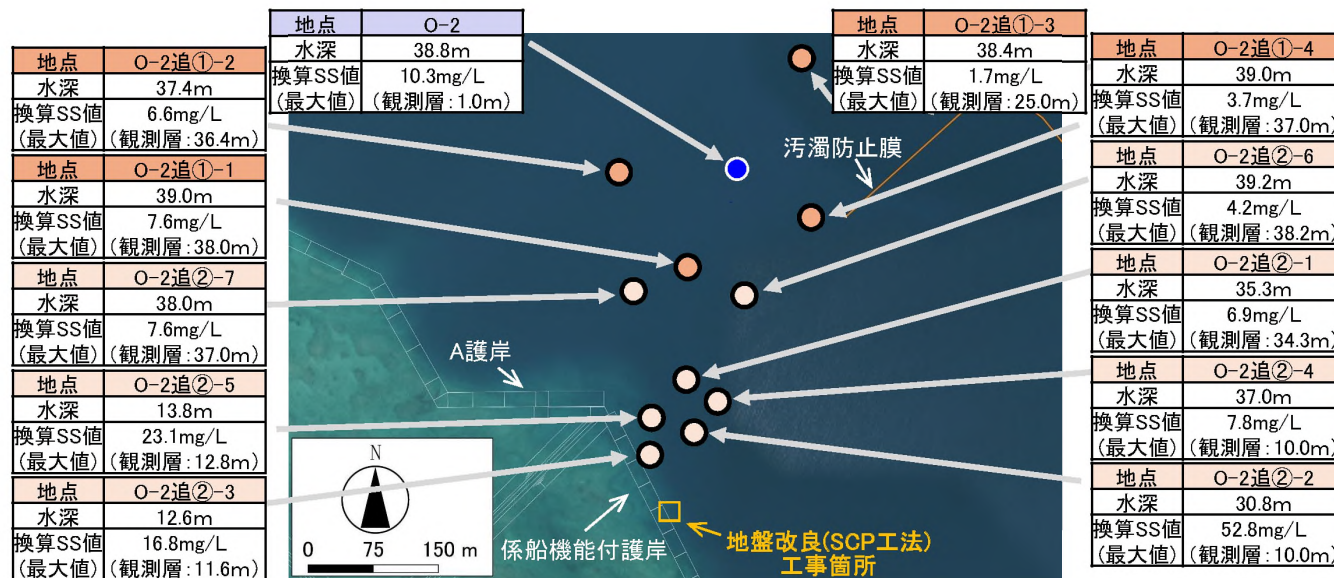 地点 O-2
水深 38.8m
換算SS値 10.3mg/L
(最大値) (観測層:1.0m)
地点 O-2追①-3
水深 38.4m
換算SS値 1.7mg/L
(最大値) (観測層:25.0m)
地点 O-2追①-2
水深 37.4m
換算SS値 6.6mg/L
(最大値) (観測層:36.4m)
地点 O-2追①-1
水深 39.0m
換算SS値 7.6mg/L
(最大値) (観測層:38.0m)
地点 O-2追②-7
水深 38.0m
換算SS値 7.6mg/L
(最大値) (観測層:37.0m)
地点 O-2追②-5
水深 13.8m
換算SS値 23.1mg/L
(最大値) (観測層:12.8m)
地点 O-2追②-3
水深 12.6m
換算SS値 16.8mg/L
(最大値) (観測層:11.6m)
地点 O-2追①-4
水深 39.0m
換算SS値 3.7mg/L
(最大値) (観測層:37.0m)
地点 O-2追②-6
水深 39.2m
換算SS値 4.2mg/L
(最大値) (観測層:38.2m)
地点 O-2追②-1
水深 35.3m
換算SS値 6.9mg/L
(最大値) (観測層:34.3m)
地点 O-2追②-4
水深 37.0m
換算SS値 7.8mg/L
(最大値) (観測層:10.0m)
地点 O-2追②-2
水深 30.8m
換算SS値 52.8mg/L
(最大値) (観測層:10.0m)
汚濁防止膜
A護岸
N
0 75 150 m
係船機能付護岸
地盤改良(SCP工法)
工事箇所